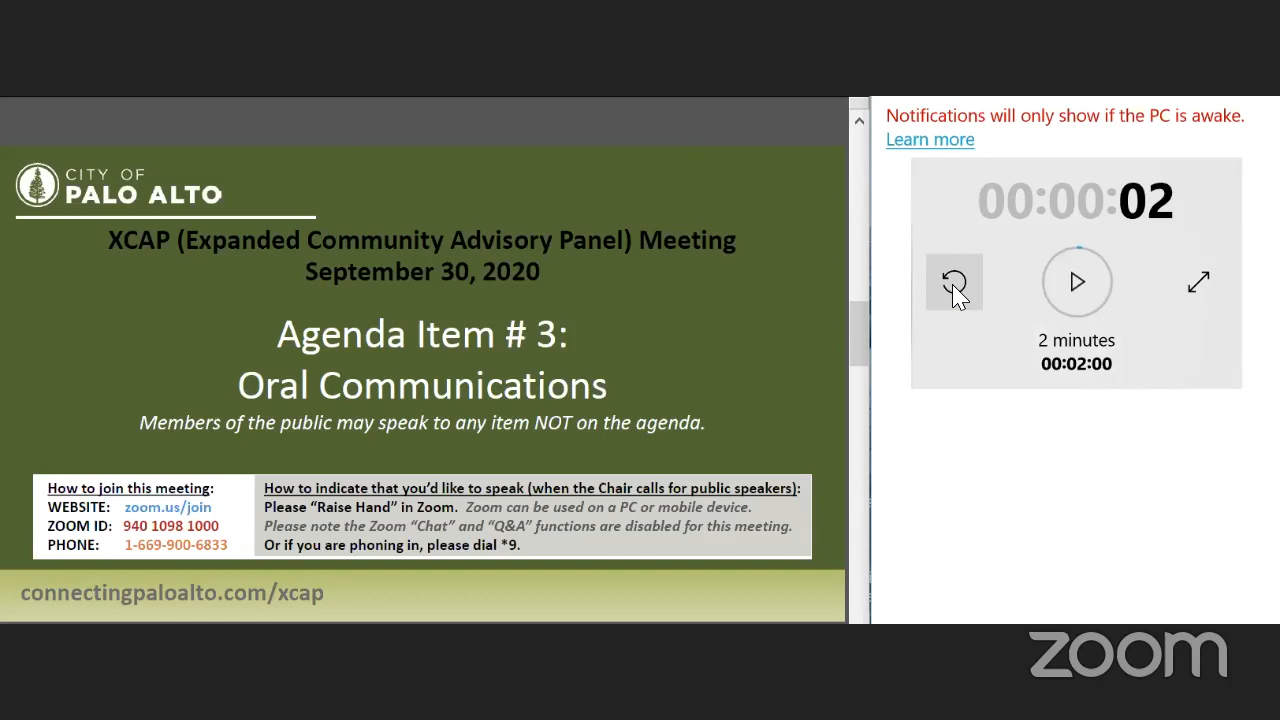 CITY OF
PALO ALTO
XCAP (Expanded Community Advisory Panel) Meeting
September 30, 2020
Agenda Item # 3:
Oral Communications
Members of the public may speak to any item NOT on the agenda.
How to join this meeting:
WEBSITE: zoom.us/join
ZOOM ID: 940 1098 1000
PHONE: 1-669-900-6833
How to indicate that you’d like to speak (when the Chair calls for public speakers):
Please “Raise Hand” in Zoom. Zoom can be used on a PC or mobile device.
Please note the Zoom “Chat” and “Q&A” functions are disabled for this meeting.
Or if you are phoning in, please dial *9.
connectingpaloalto.com/xcap
Notifications will only show if the PC is awake.
Learn more
00:00:02
2 minutes
00:02:00
zoom